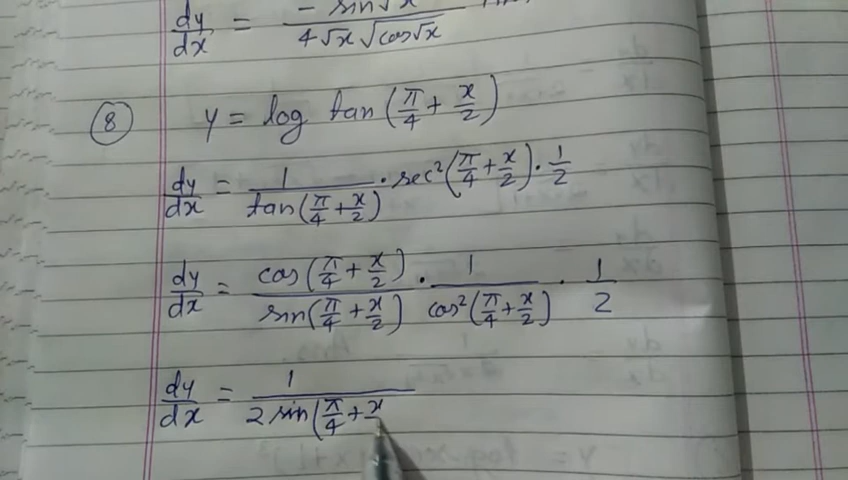 dy/dx = - sin√x / 4√x √cos√x
⑧ y = log tan(π/4 + x/2)
dy/dx = 1 / tan(π/4 + x/2) · sec²(π/4 + x/2) · 1/2
dy/dx = cos(π/4 + x/2) / sin(π/4 + x/2) · 1 / cos²(π/4 + x/2) · 1/2
dy/dx = 1 / 2 sin(π/4 + x